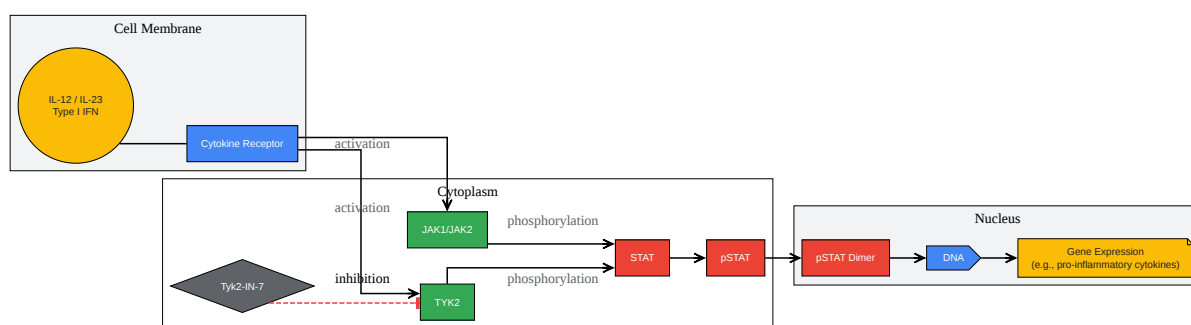 Cell Membrane
IL-12 / IL-23
Type I IFN
Cytokine Receptor
activation
Cytoplasm
activation
JAK1/JAK2
phosphorylation
STAT
pSTAT
phosphorylation
Tyk2-IN-7
inhibition
TYK2
Nucleus
pSTAT Dimer
DNA
Gene Expression
(e.g., pro-inflammatory cytokines)